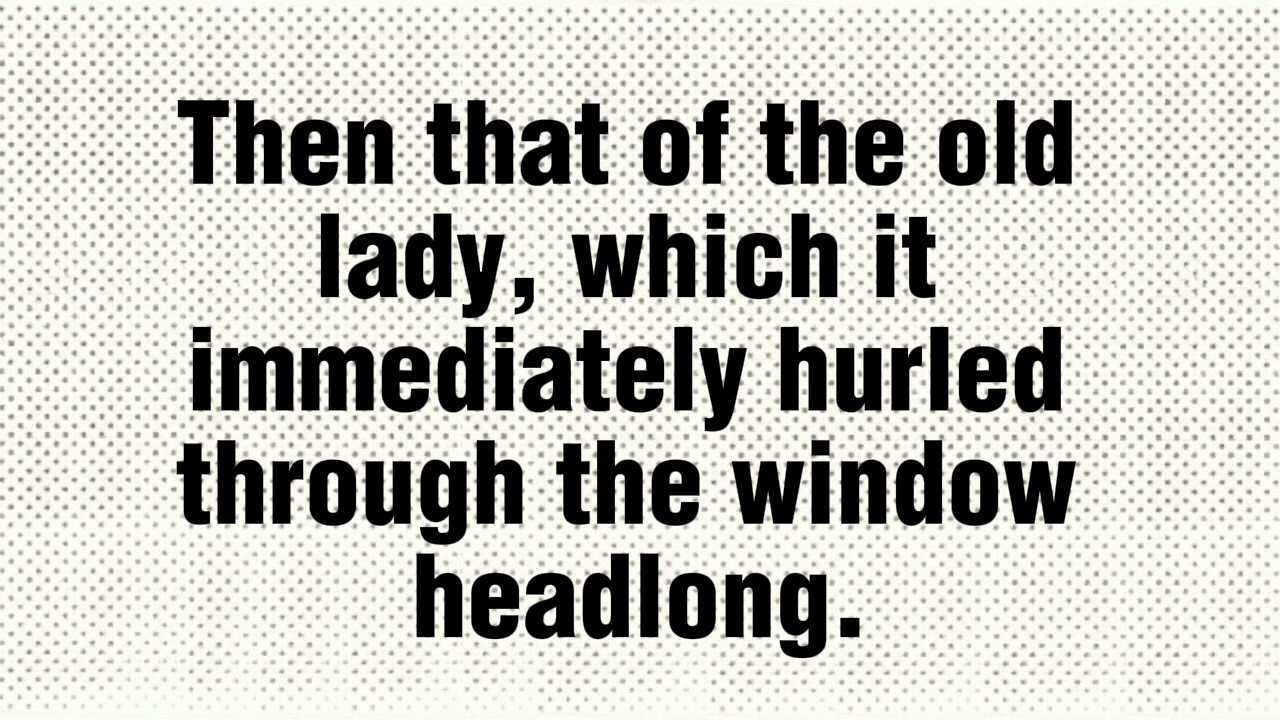 Then that of the old
lady, which it
immediately hurled
through the window
headlong.